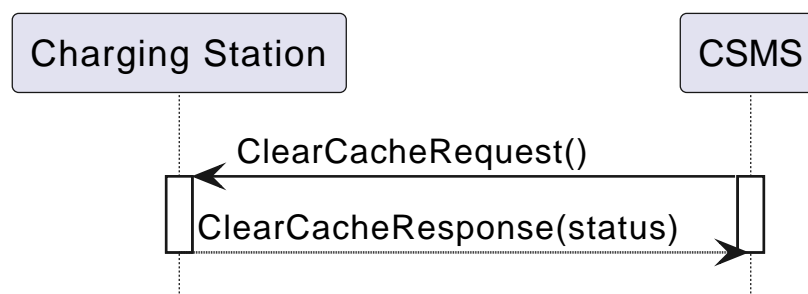 Charging Station
CSMS
ClearCacheRequest()
ClearCacheResponse(status)